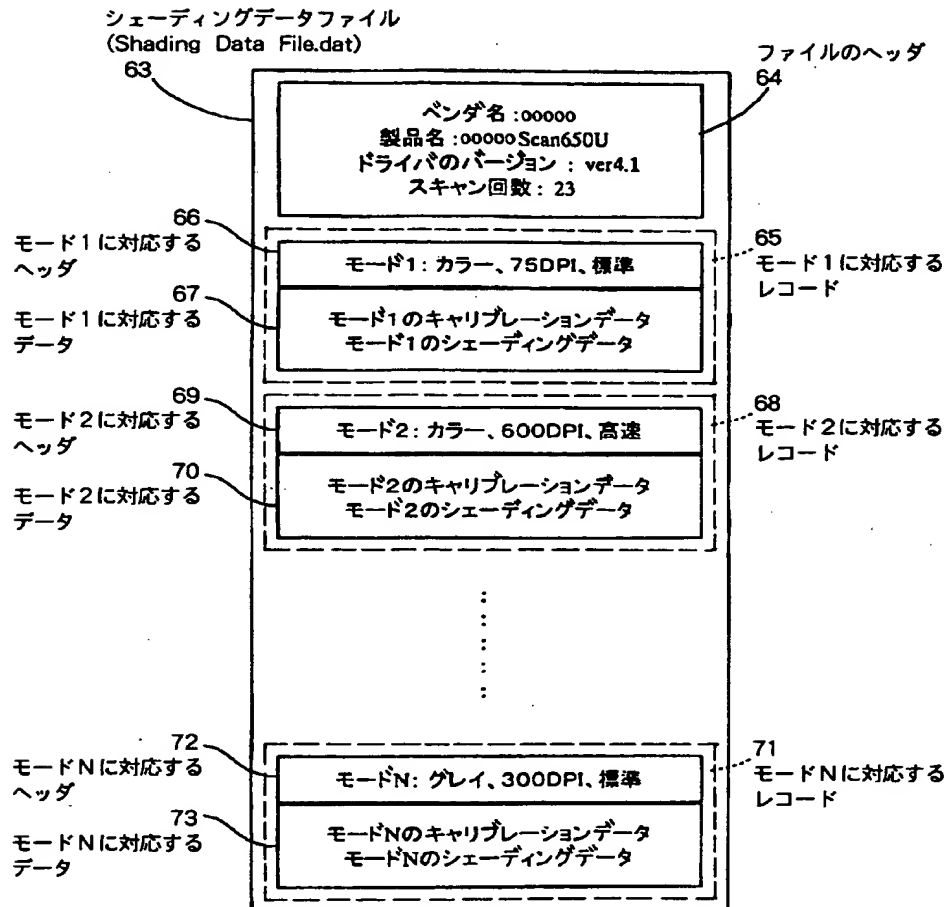 シェーディングデータファイル
(Shading Data File.dat)
63
ファイルのヘッダ
64
ベンダ名 :ooooo
製品名 :ooooo Scan650U
ドライバのバージョン : ver4.1
スキャン回数 : 23
66
モード1に対応する
ヘッダ
モード1: カラー、75DPI、標準
65
モード1に対応する
レコード
67
モード1に対応する
データ
モード1のキャリブレーションデータ
モード1のシェーディングデータ
69
モード2に対応する
ヘッダ
モード2: カラー、600DPI、高速
68
モード2に対応する
レコード
70
モード2に対応する
データ
モード2のキャリブレーションデータ
モード2のシェーディングデータ
72
モードNに対応する
ヘッダ
モードN: グレイ、300DPI、標準
71
モードNに対応する
レコード
73
モードNに対応する
データ
モードNのキャリブレーションデータ
モードNのシェーディングデータ